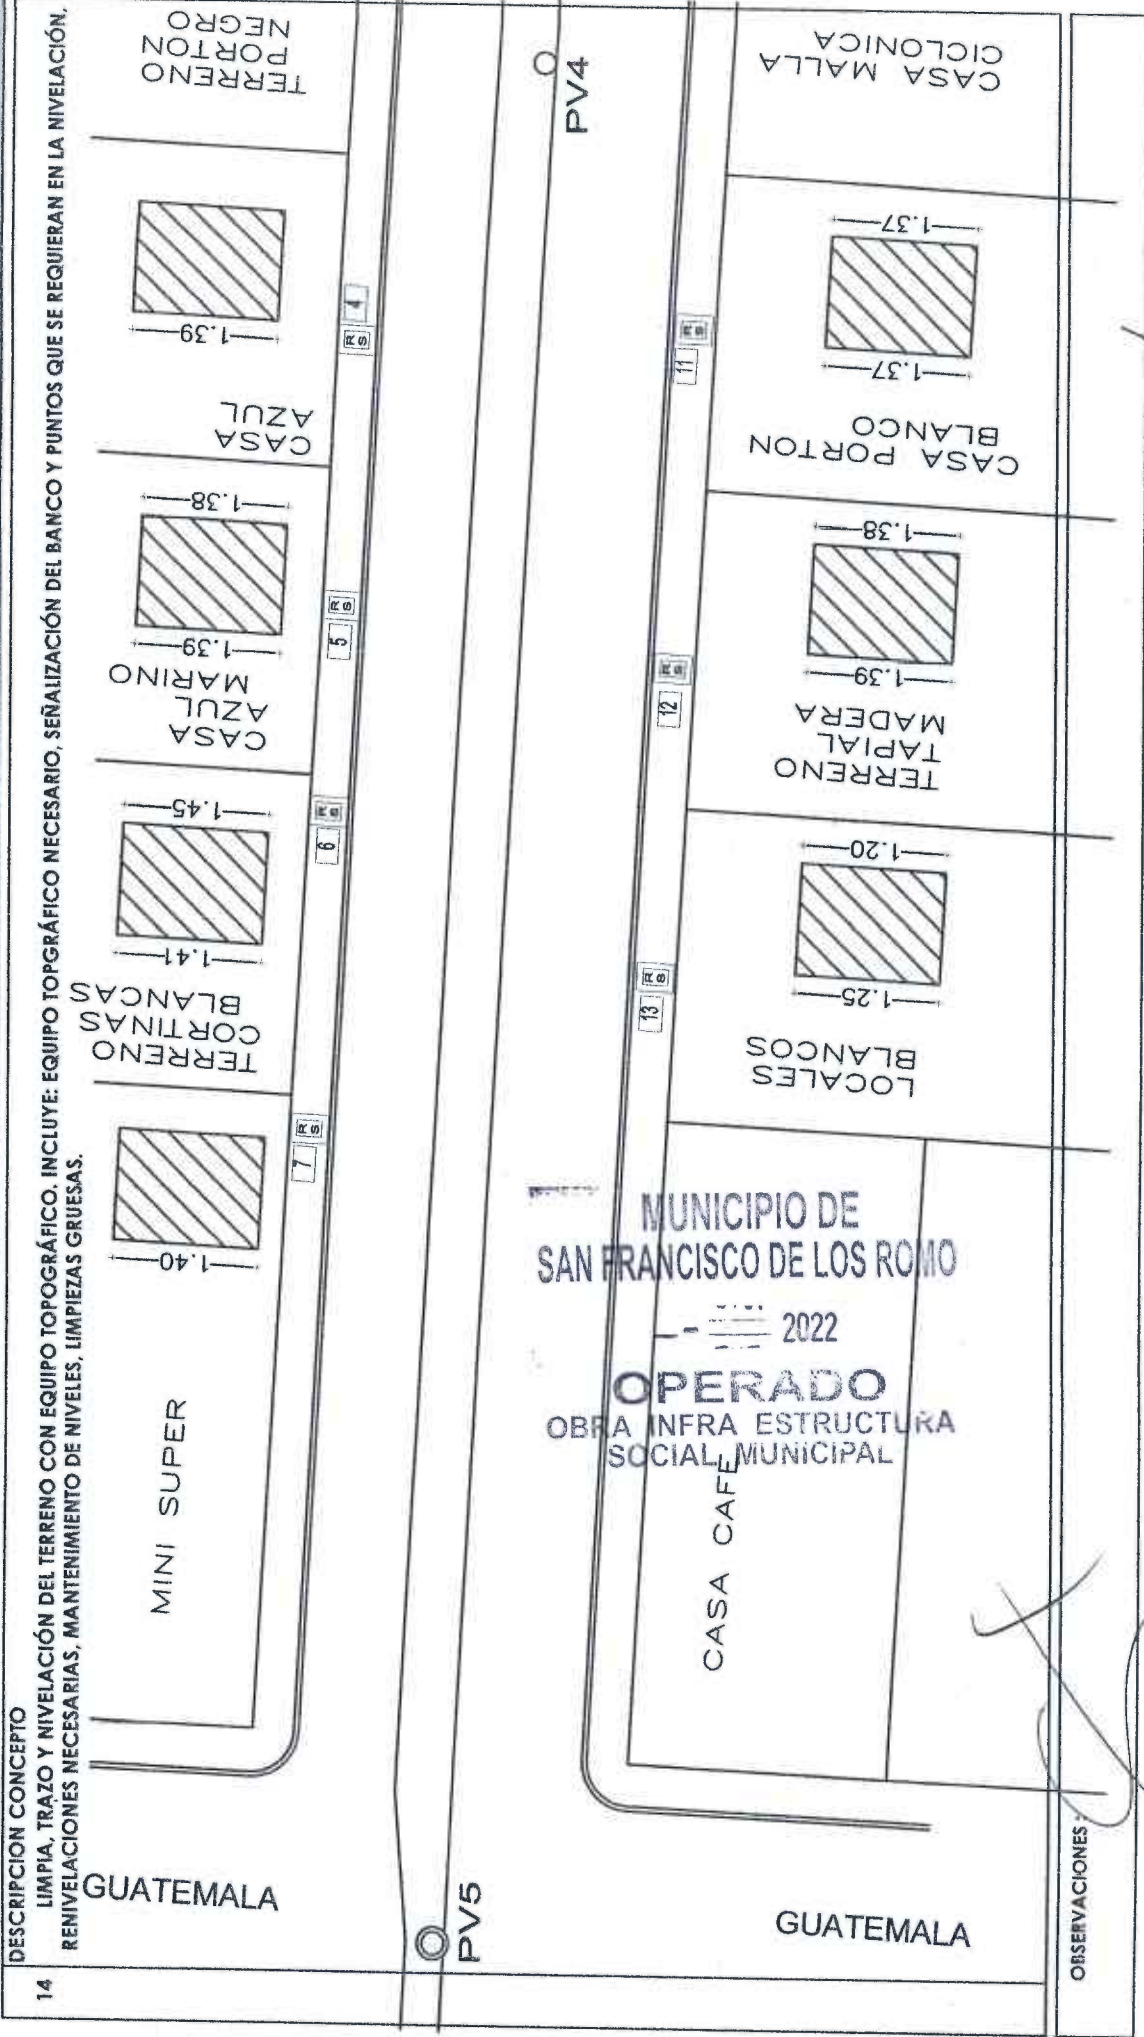 DESCRIPCION CONCEPTO
14 LIMPIA, TRAZO Y NIVELACIÓN DEL TERRENO CON EQUIPO TOPOGRÁFICO, INCLUYE: EQUIPO TOPGRÁFICO NECESARIO, SEÑALIZACIÓN DEL BANCO Y PUNTOS QUE SE REQUIERAN EN LA NIVELACIÓN,
RENIVELACIONES NECESARIAS, MANTENIMIENTO DE NIVELES, LIMPIEZAS GRUESAS.
GUATEMALA
MINI SUPER
1.40
TERRENO
CORTINAS
BLANCAS
1.41
1.45
CASA
AZUL
MARINO
1.39
1.38
CASA
AZUL
1.39
TERRENO
PORTON
NEGRO
7
R
S
6
R
S
5
R
S
R
S
4
PV5
PV4
13
R
S
12
R
S
11
R
S
GUATEMALA
CASA CAFE
LOCALES
BLANCOS
1.25
1.20
TERRENO
TAPIAL
MADERA
1.39
1.38
CASA PORTON
BLANCO
1.37
1.37
CASA MALLA
CICLONICA
MUNICIPIO DE
SAN FRANCISCO DE LOS ROMO
2022
OPERADO
OBRA INFRA ESTRUCTURA
SOCIAL MUNICIPAL
OBSERVACIONES :